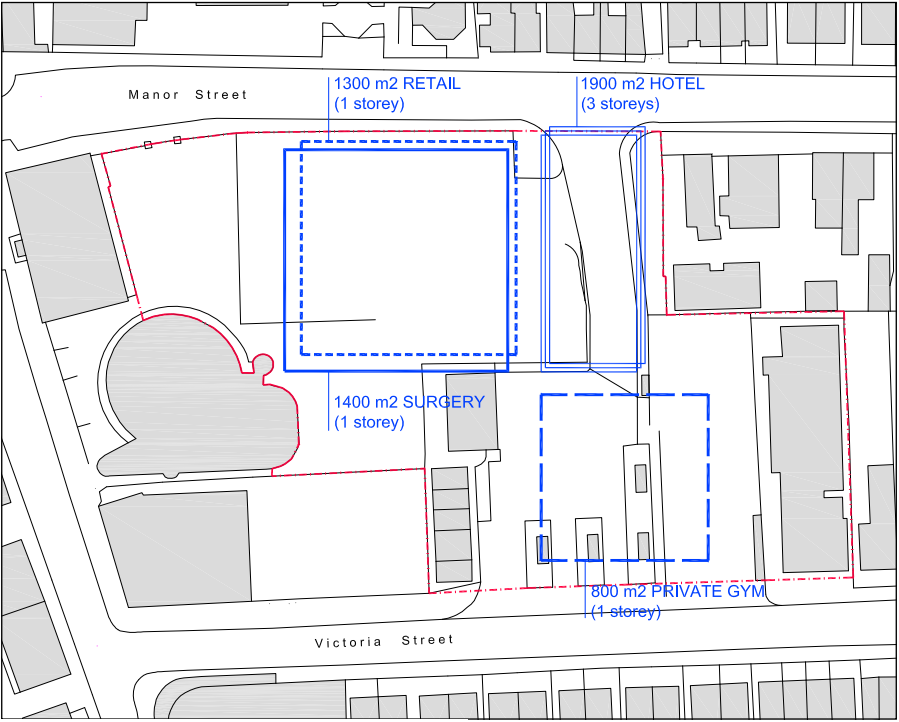 1300 m2 RETAIL
(1 storey)
1900 m2 HOTEL
(3 storeys)
Manor Street
1400 m2 SURGERY
(1 storey)
800 m2 PRIVATE GYM
(1 storey)
Victoria Street